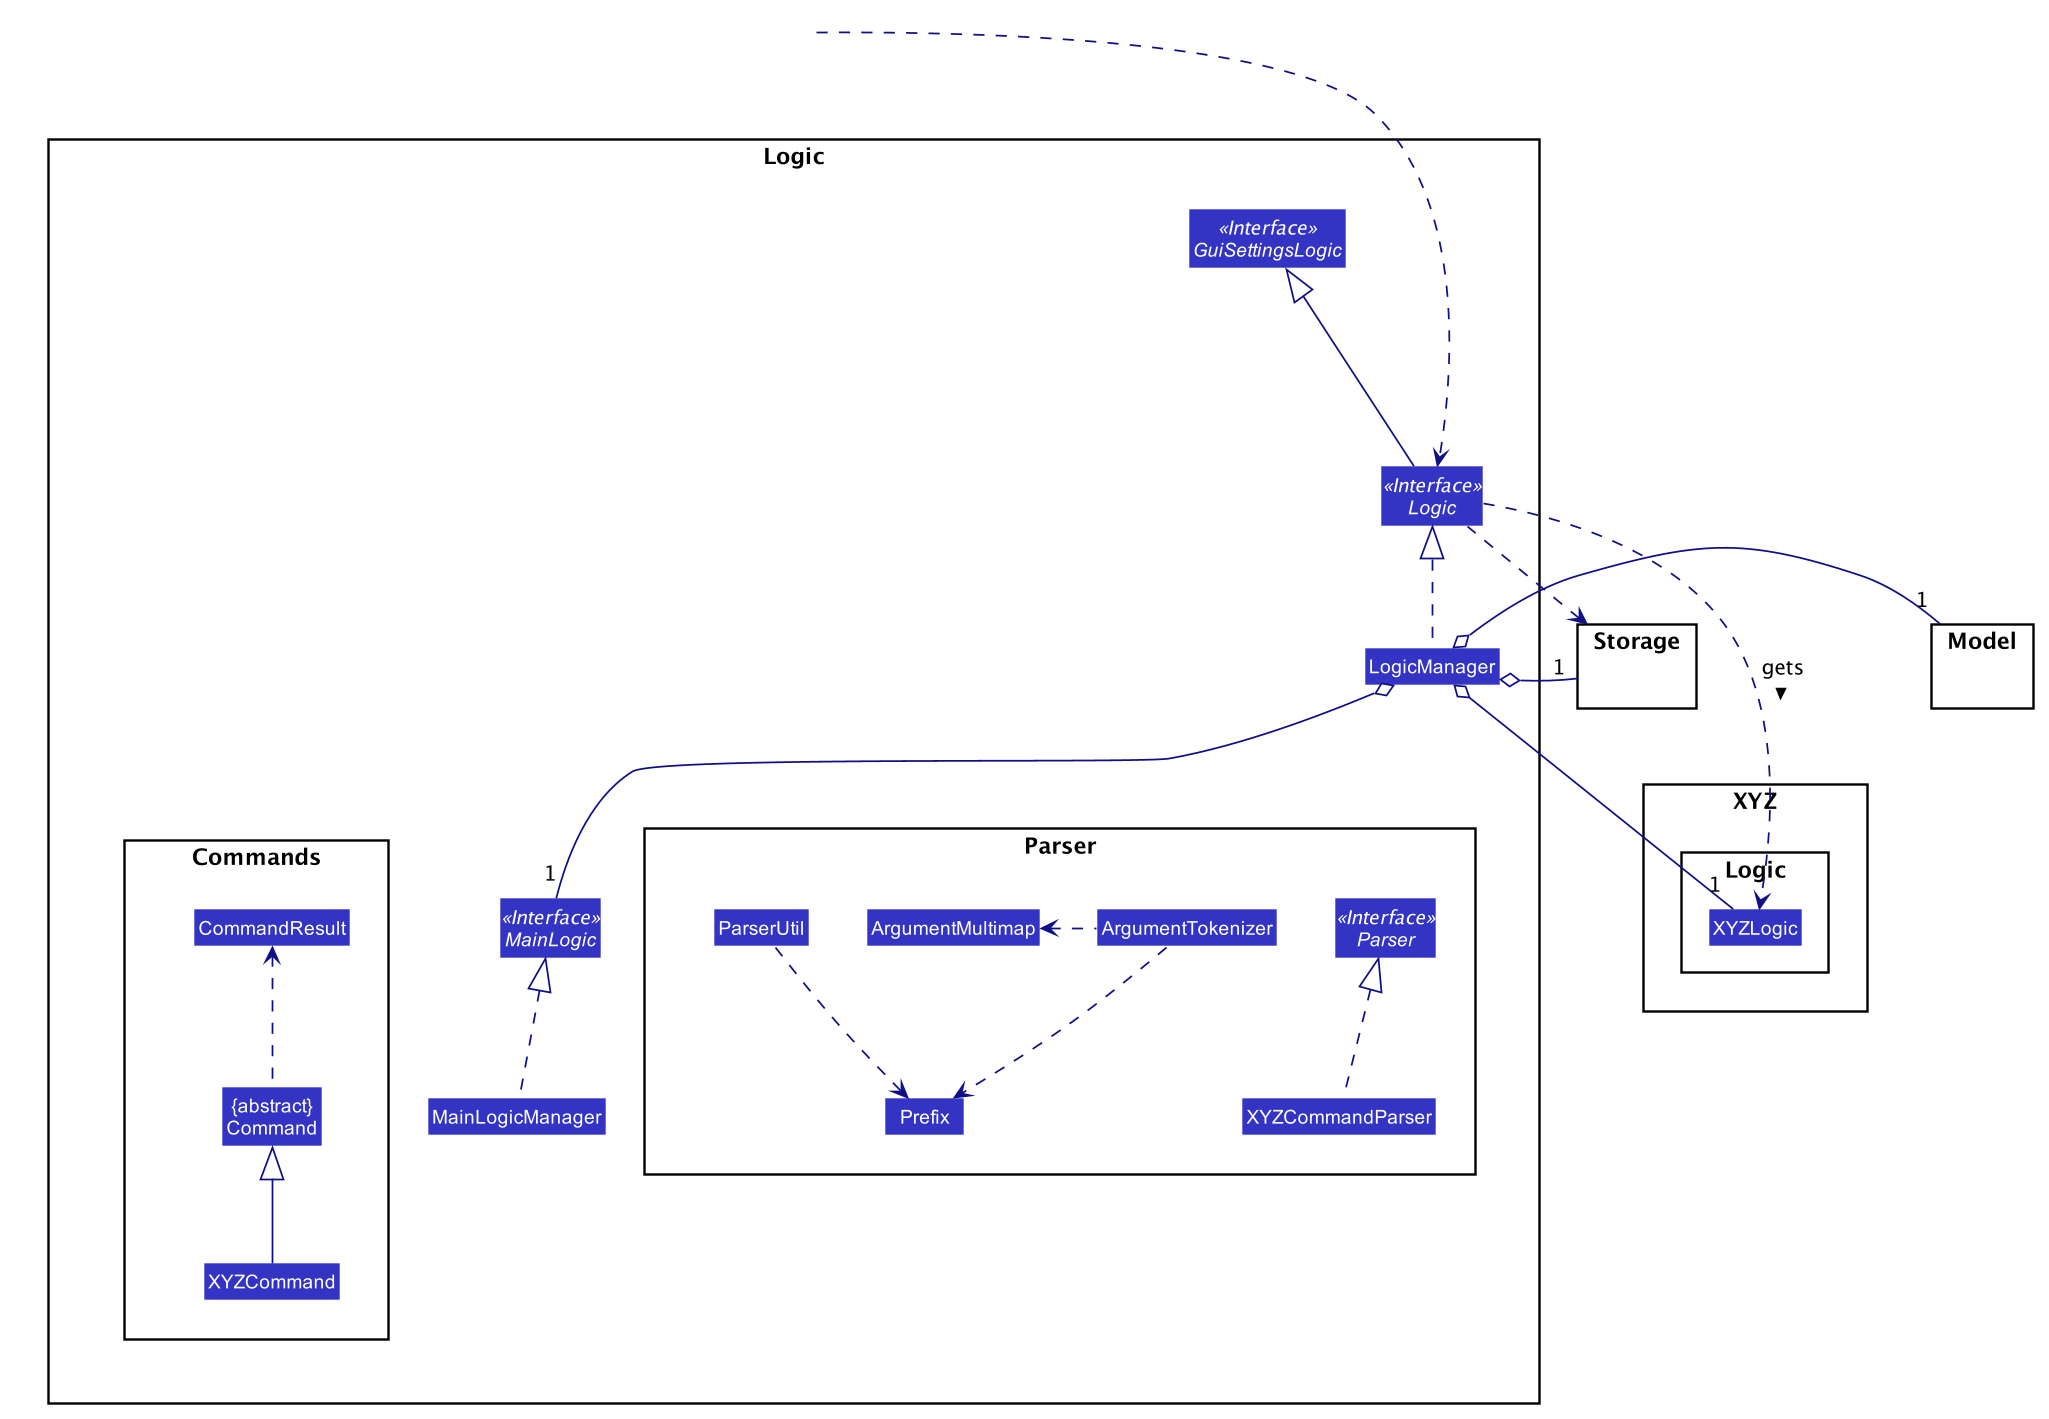 Logic
«Interface»
GuiSettingsLogic
«Interface»
Logic
1
Storage
Model
LogicManager
1
gets
▼
XYZ
Logic
1
XYZLogic
Commands
CommandResult
{abstract}
Command
XYZCommand
1
«Interface»
MainLogic
MainLogicManager
Parser
ParserUtil
ArgumentMultimap
ArgumentTokenizer
«Interface»
Parser
Prefix
XYZCommandParser